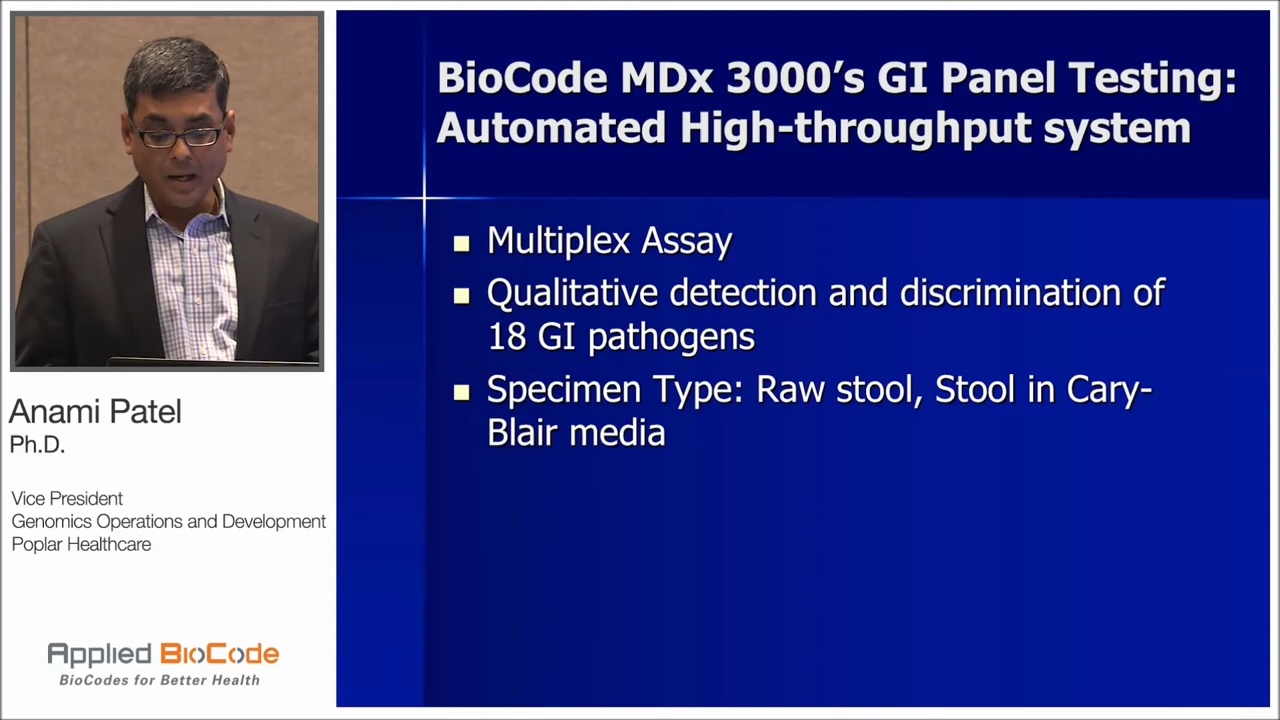 BioCode MDx 3000’s GI Panel Testing:
Automated High-throughput system
Multiplex Assay
Qualitative detection and discrimination of
18 GI pathogens
Specimen Type: Raw stool, Stool in Cary-
Blair media
Anami Patel
Ph.D.
Vice President
Genomics Operations and Development
Poplar Healthcare
Applied BioCode
BioCodes for Better Health